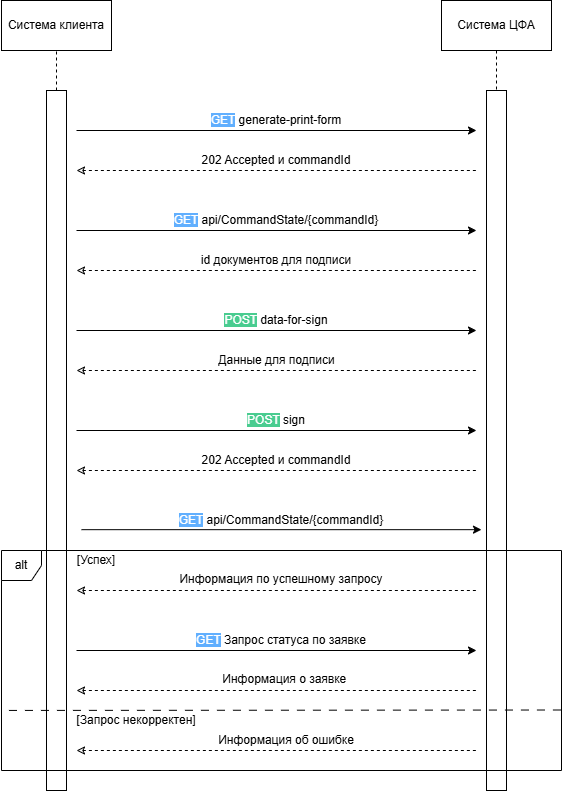 Система клиента
Система ЦФА
GET generate-print-form
202 Accepted и commandId
GET api/CommandState/{commandId}
id документов для подписи
POST data-for-sign
Данные для подписи
POST sign
202 Accepted и commandId
GET api/CommandState/{commandId}
alt
[Успех]
Информация по успешному запросу
GET Запрос статуса по заявке
Информация о заявке
[Запрос некорректен]
Информация об ошибке